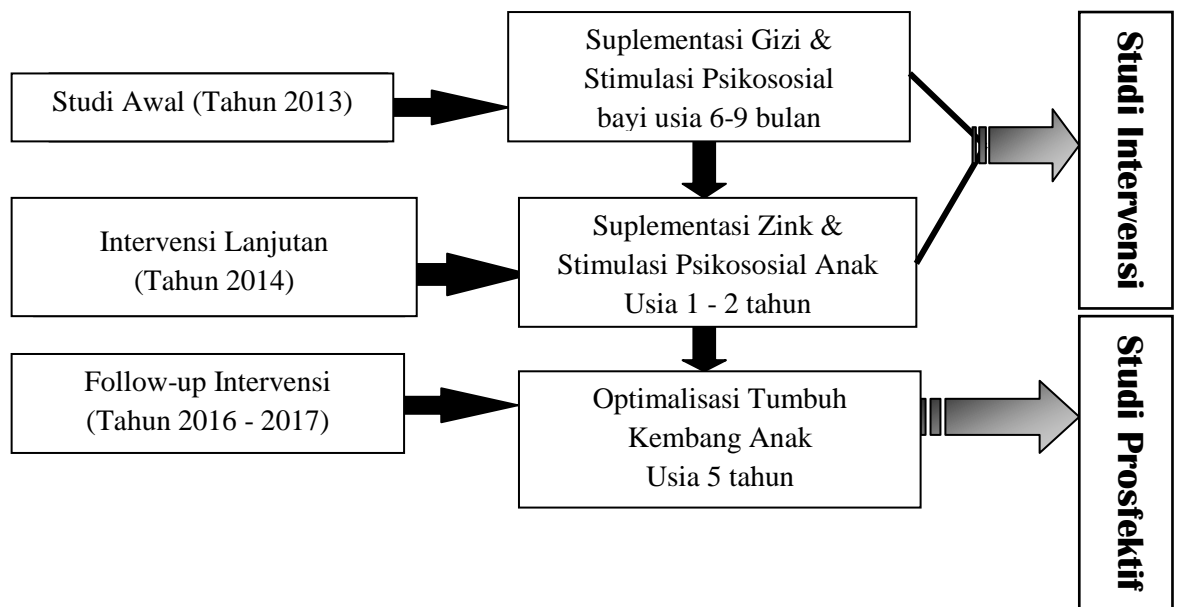 Studi Awal (Tahun 2013)
Suplementasi Gizi &
Stimulasi Psikososial
bayi usia 6-9 bulan
Studi Intervensi
Intervensi Lanjutan
(Tahun 2014)
Suplementasi Zink &
Stimulasi Psikososial Anak
Usia 1 - 2 tahun
Follow-up Intervensi
(Tahun 2016 - 2017)
Optimalisasi Tumbuh
Kembang Anak
Usia 5 tahun
Studi Prosfektif